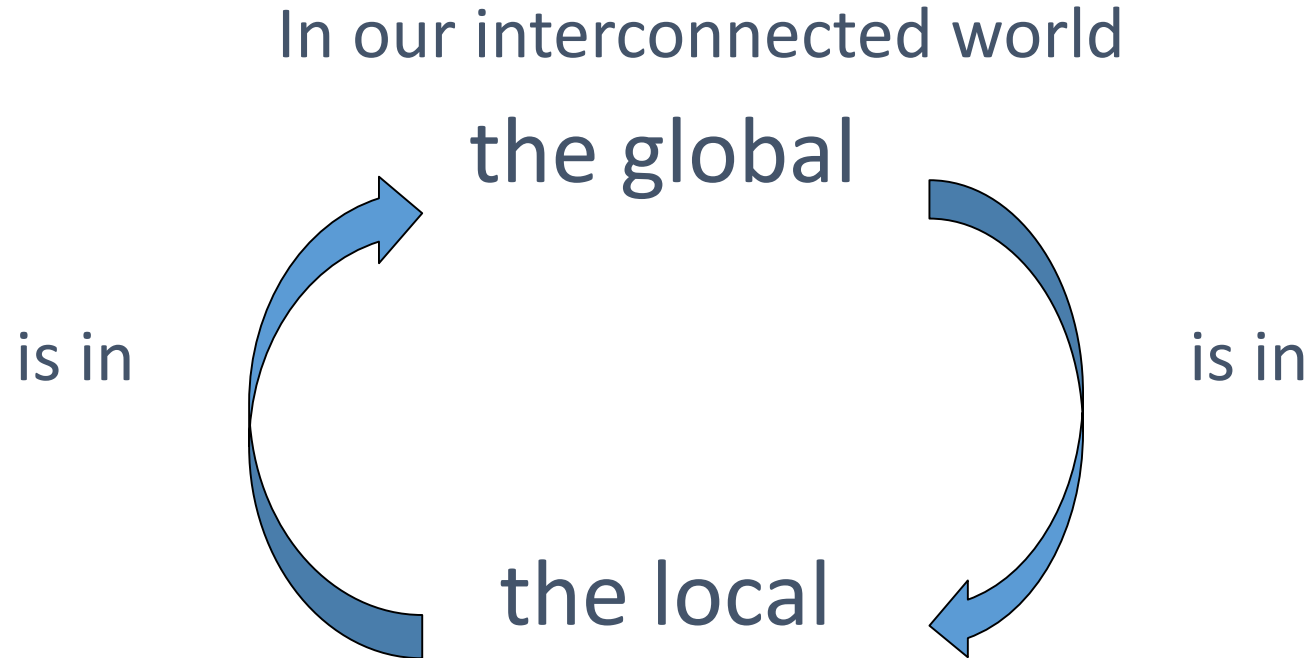 In our interconnected world
the global
is in
is in
the local